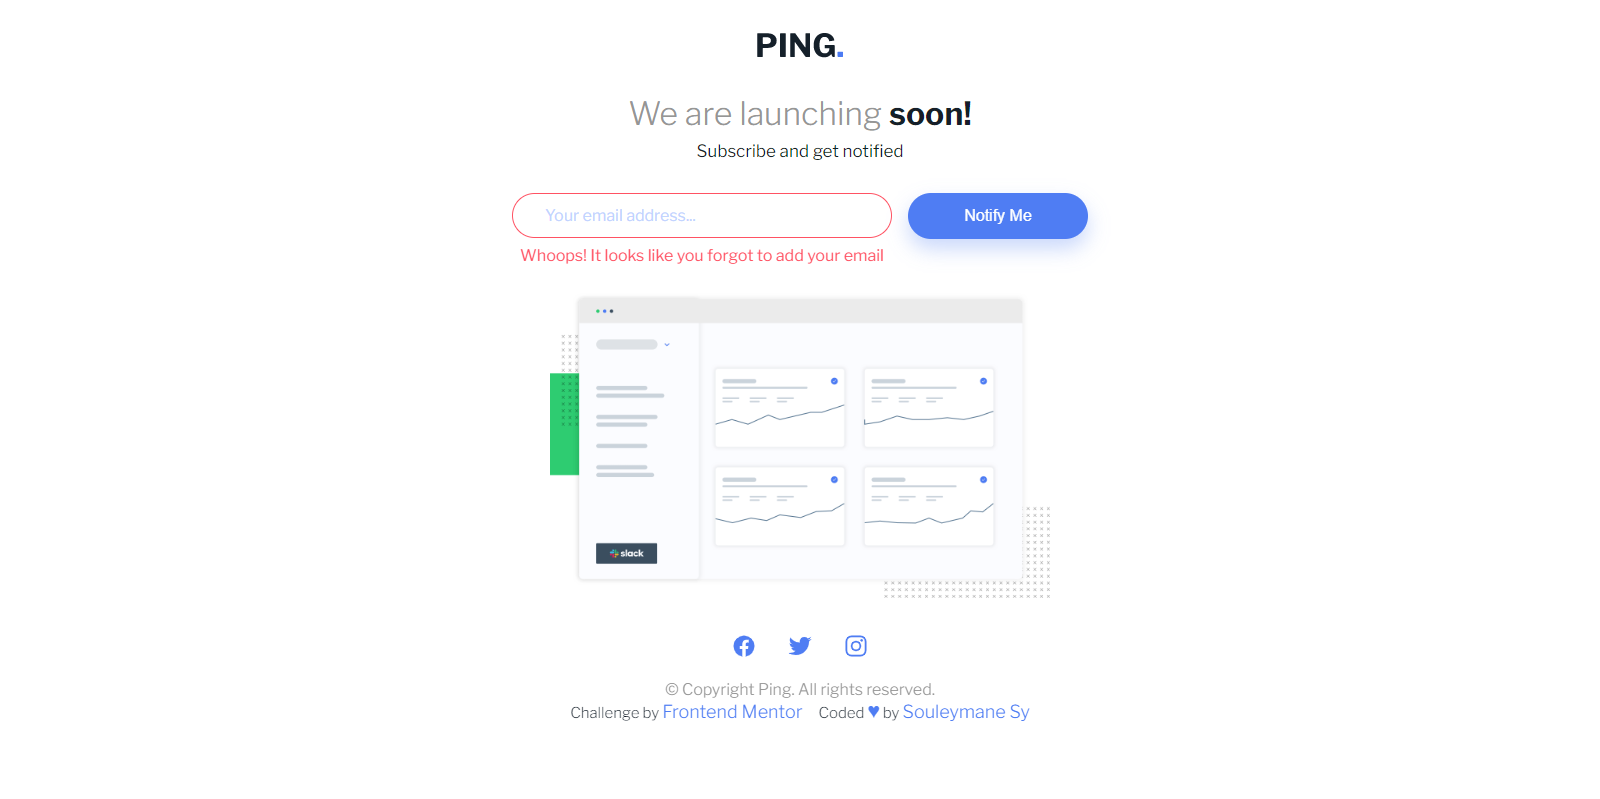 PING.
We are launching soon!
Subscribe and get notified
Your email address...
Notify Me
Whoops! It looks like you forgot to add your email
slack
© Copyright Ping. All rights reserved.
Challenge by Frontend Mentor Coded ♥ by Souleymane Sy